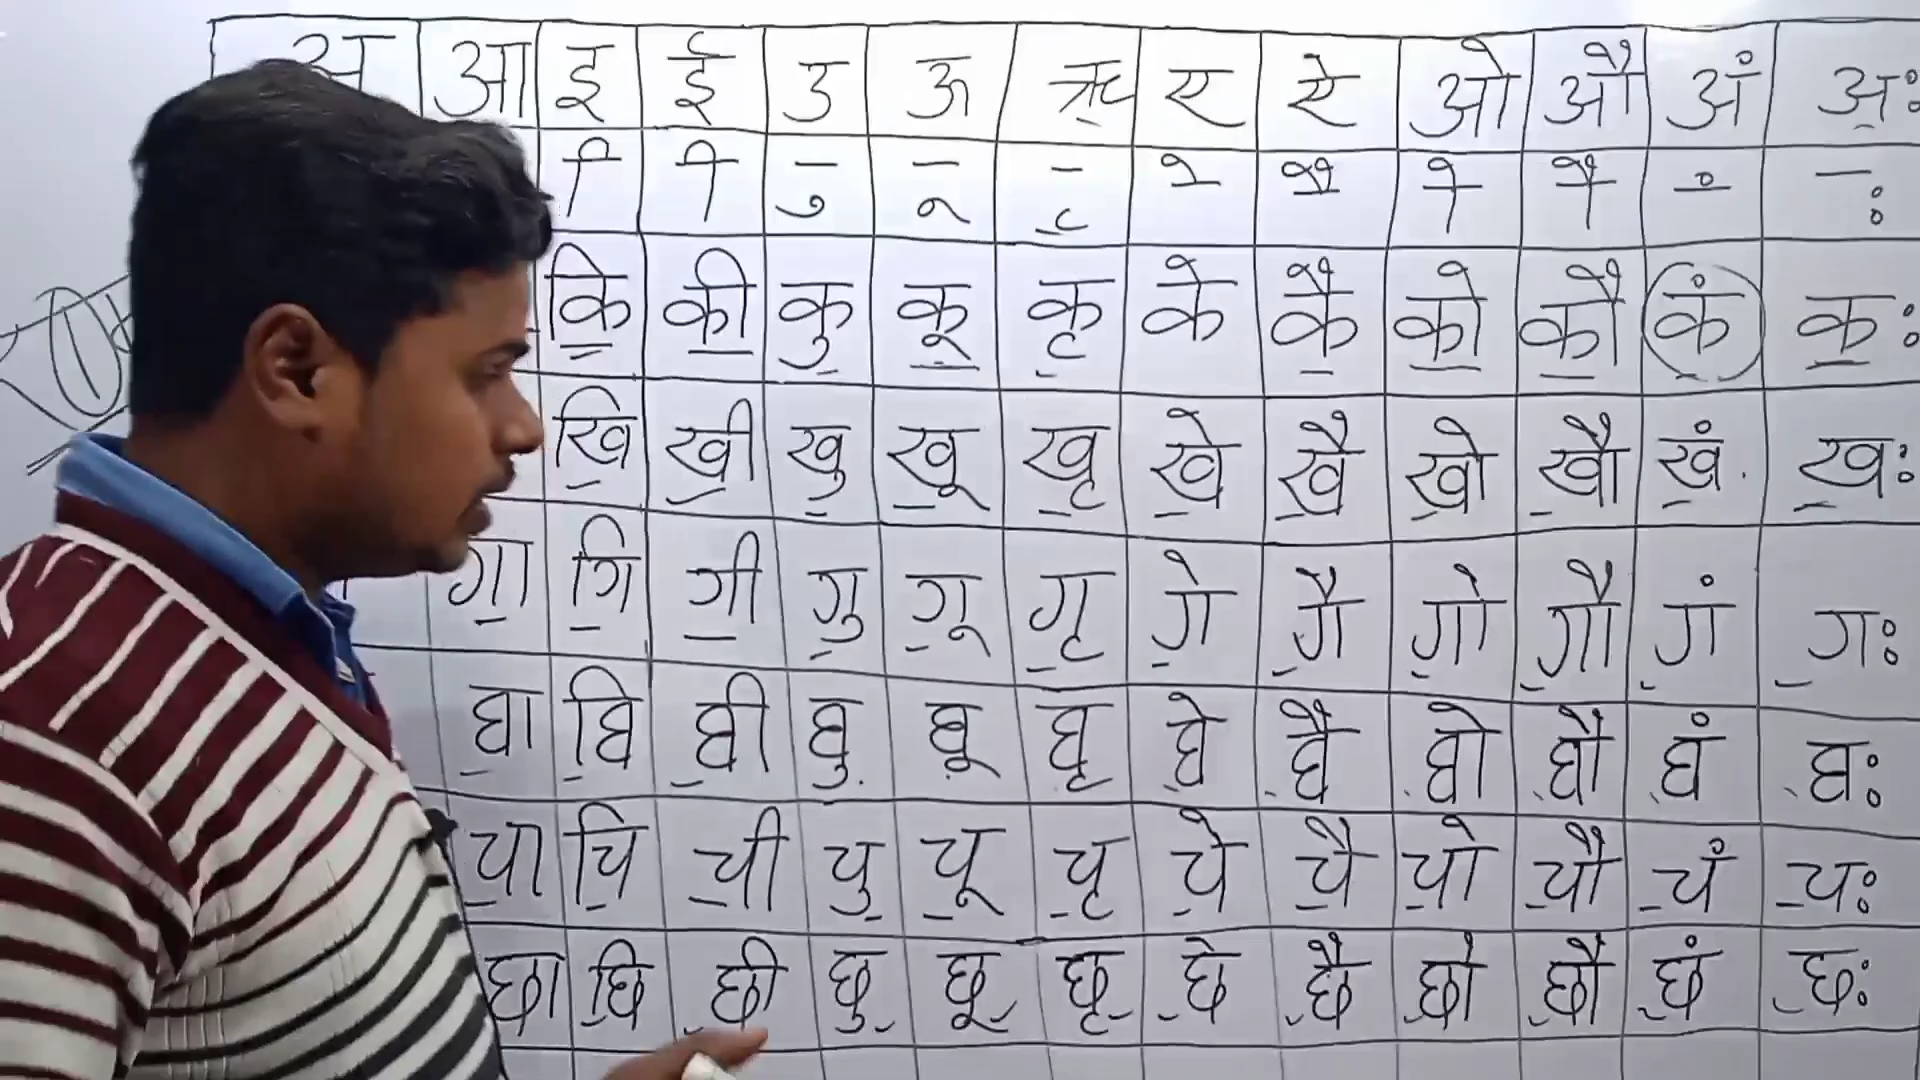 अ आ इ ई उ ऊ ऋ ए ऐ ओ औ अं अः
ि ी ु ू ृ े ै ो ौ ं ः
कि की कु कू कृ के कै को कौ कं कः
खि खी खु खू खृ खे खै खो खौ खं खः
गा गि गी गु गू गृ गे गै गो गौ गं गः
घा घि घी घु घू घृ घे घै घो घौ घं घः
चा चि ची चु चू चृ चे चै चो चौ चं चः
छा छि छी छु छू छृ छे छै छो छौ छं छः